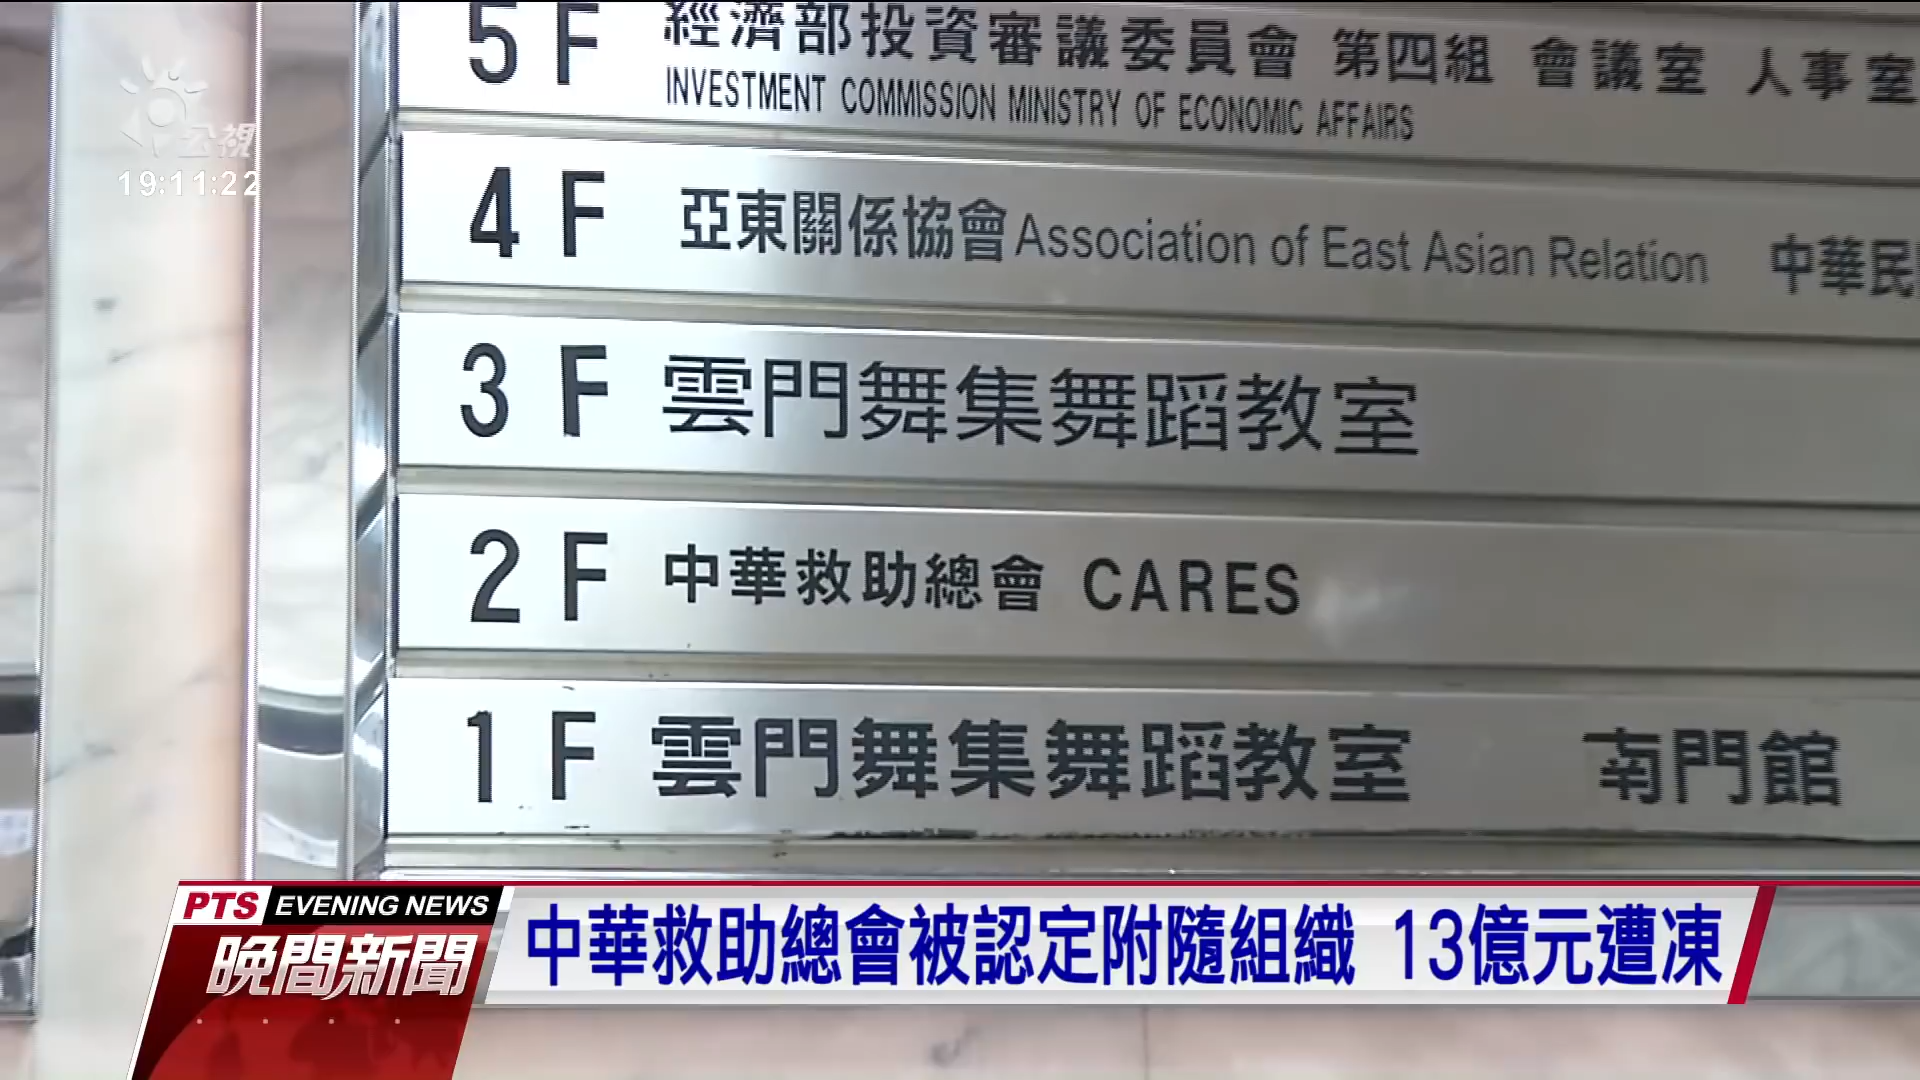 5F 經濟部投資審議委員會 第四組 會議室 人事室
INVESTMENT COMMISSION MINISTRY OF ECONOMIC AFFAIRS
公視
19:11:22
4F 亞東關係協會 Association of East Asian Relation 中華民
3F 雲門舞集舞蹈教室
2F 中華救助總會 CARES
1F 雲門舞集舞蹈教室 南門館
PTS EVENING NEWS
晚間新聞
中華救助總會被認定附隨組織 13億元遭凍